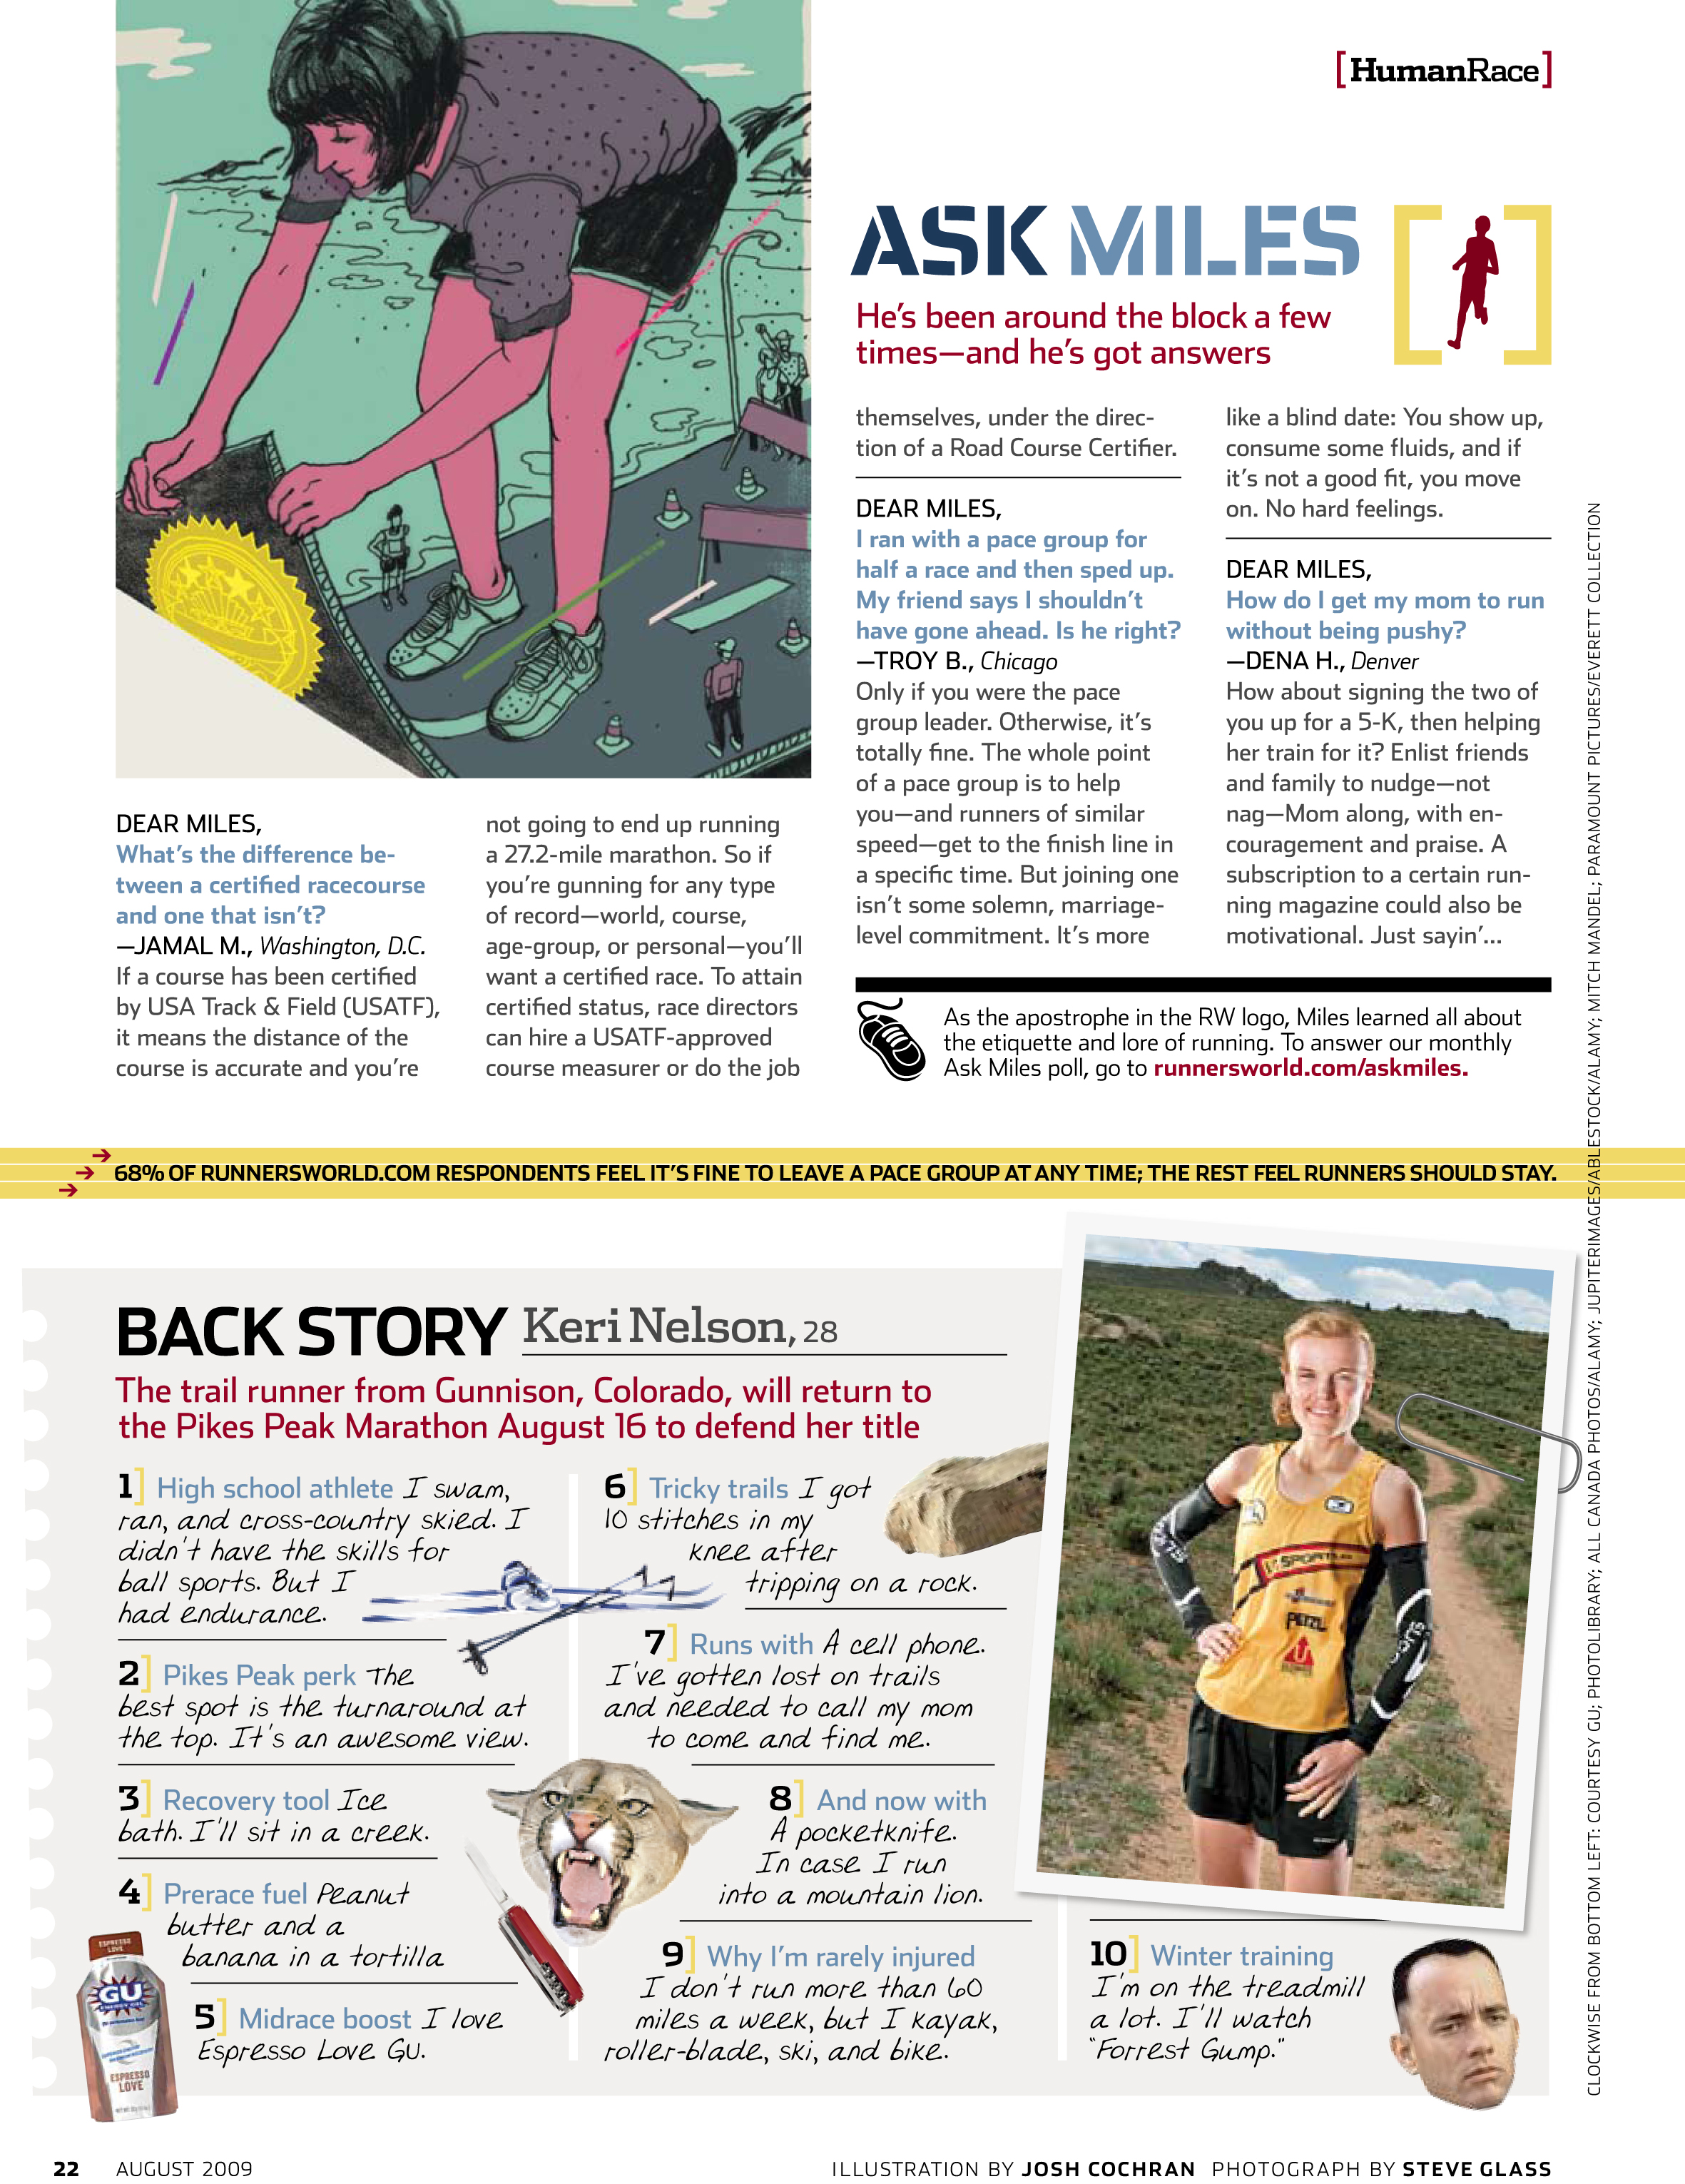 [HumanRace]
ASK MILES
He's been around the block a few
times—and he's got answers
DEAR MILES,
What's the difference be-
tween a certified racecourse
and one that isn't?
—JAMAL M., Washington, D.C.
If a course has been certified
by USA Track & Field (USATF),
it means the distance of the
course is accurate and you're
not going to end up running
a 27.2-mile marathon. So if
you're gunning for any type
of record—world, course,
age-group, or personal—you'll
want a certified race. To attain
certified status, race directors
can hire a USATF-approved
course measurer or do the job
themselves, under the direc-
tion of a Road Course Certifier.
DEAR MILES,
I ran with a pace group for
half a race and then sped up.
My friend says I shouldn't
have gone ahead. Is he right?
—TROY B., Chicago
Only if you were the pace
group leader. Otherwise, it's
totally fine. The whole point
of a pace group is to help
you—and runners of similar
speed—get to the finish line in
a specific time. But joining one
isn't some solemn, marriage-
level commitment. It's more
like a blind date: You show up,
consume some fluids, and if
it's not a good fit, you move
on. No hard feelings.
DEAR MILES,
How do I get my mom to run
without being pushy?
—DENA H., Denver
How about signing the two of
you up for a 5-K, then helping
her train for it? Enlist friends
and family to nudge—not
nag—Mom along, with en-
couragement and praise. A
subscription to a certain run-
ning magazine could also be
motivational. Just sayin'...
As the apostrophe in the RW logo, Miles learned all about
the etiquette and lore of running. To answer our monthly
Ask Miles poll, go to runnersworld.com/askmiles.
68% OF RUNNERSWORLD.COM RESPONDENTS FEEL IT'S FINE TO LEAVE A PACE GROUP AT ANY TIME; THE REST FEEL RUNNERS SHOULD STAY.
BACK STORY Keri Nelson, 28
The trail runner from Gunnison, Colorado, will return to
the Pikes Peak Marathon August 16 to defend her title
1] High school athlete I swam,
ran, and cross-country skied. I
didn't have the skills for
ball sports. But I
had endurance.
2] Pikes Peak perk The
best spot is the turnaround at
the top. It's an awesome view.
3] Recovery tool Ice
bath. I'll sit in a creek.
4] Prerace fuel Peanut
butter and a
banana in a tortilla
5] Midrace boost I love
Espresso Love GU.
6] Tricky trails I got
10 stitches in my
knee after
tripping on a rock.
7] Runs with A cell phone.
I've gotten lost on trails
and needed to call my mom
to come and find me.
8] And now with
A pocketknife.
In case I run
into a mountain lion.
9] Why I'm rarely injured
I don't run more than 60
miles a week, but I kayak,
roller-blade, ski, and bike.
10] Winter training
I'm on the treadmill
a lot. I'll watch
"Forrest Gump."
ESPRESSO
LOVE
GU
ENERGY GEL
ESPRESSO
LOVE
LA SPORTIVA
PETZL
CLOCKWISE FROM BOTTOM LEFT: COURTESY GU; PHOTOLIBRARY; ALL CANADA PHOTOS/ALAMY; JUPITERIMAGES/ABLESTOCK/ALAMY; MITCH MANDEL; PARAMOUNT PICTURES/EVERETT COLLECTION
22 AUGUST 2009
ILLUSTRATION BY JOSH COCHRAN PHOTOGRAPH BY STEVE GLASS